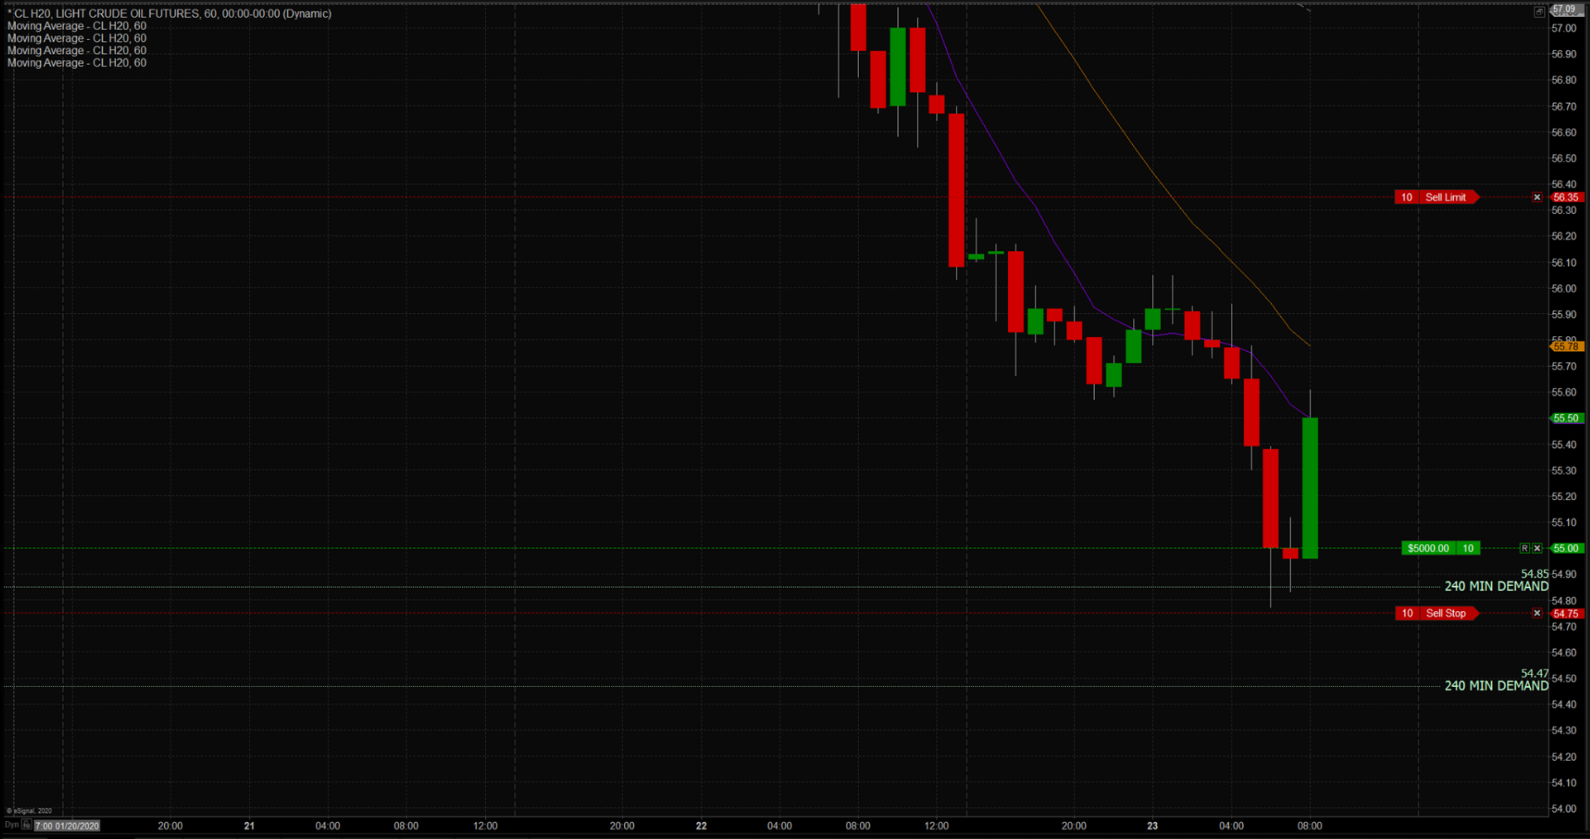 * CL H20, LIGHT CRUDE OIL FUTURES, 60, 00:00-00:00 (Dynamic)
Moving Average - CL H20, 60
Moving Average - CL H20, 60
Moving Average - CL H20, 60
Moving Average - CL H20, 60
57.09
57.00
56.90
56.80
56.70
56.60
56.50
56.40
10 Sell Limit x 56.35
56.30
56.20
56.10
56.00
55.90
55.80
55.78
55.70
55.60
55.50
55.40
55.30
55.20
55.10
$5000.00 10 R x 55.00
54.85 54.90
240 MIN DEMAND
54.80
10 Sell Stop x 54.75
54.70
54.60
54.47 54.50
240 MIN DEMAND
54.40
54.30
54.20
54.10
54.00
© eSignal, 2020
Dyn 7:00 01/20/2020 20:00 21 04:00 08:00 12:00 20:00 22 04:00 08:00 12:00 20:00 23 04:00 08:00